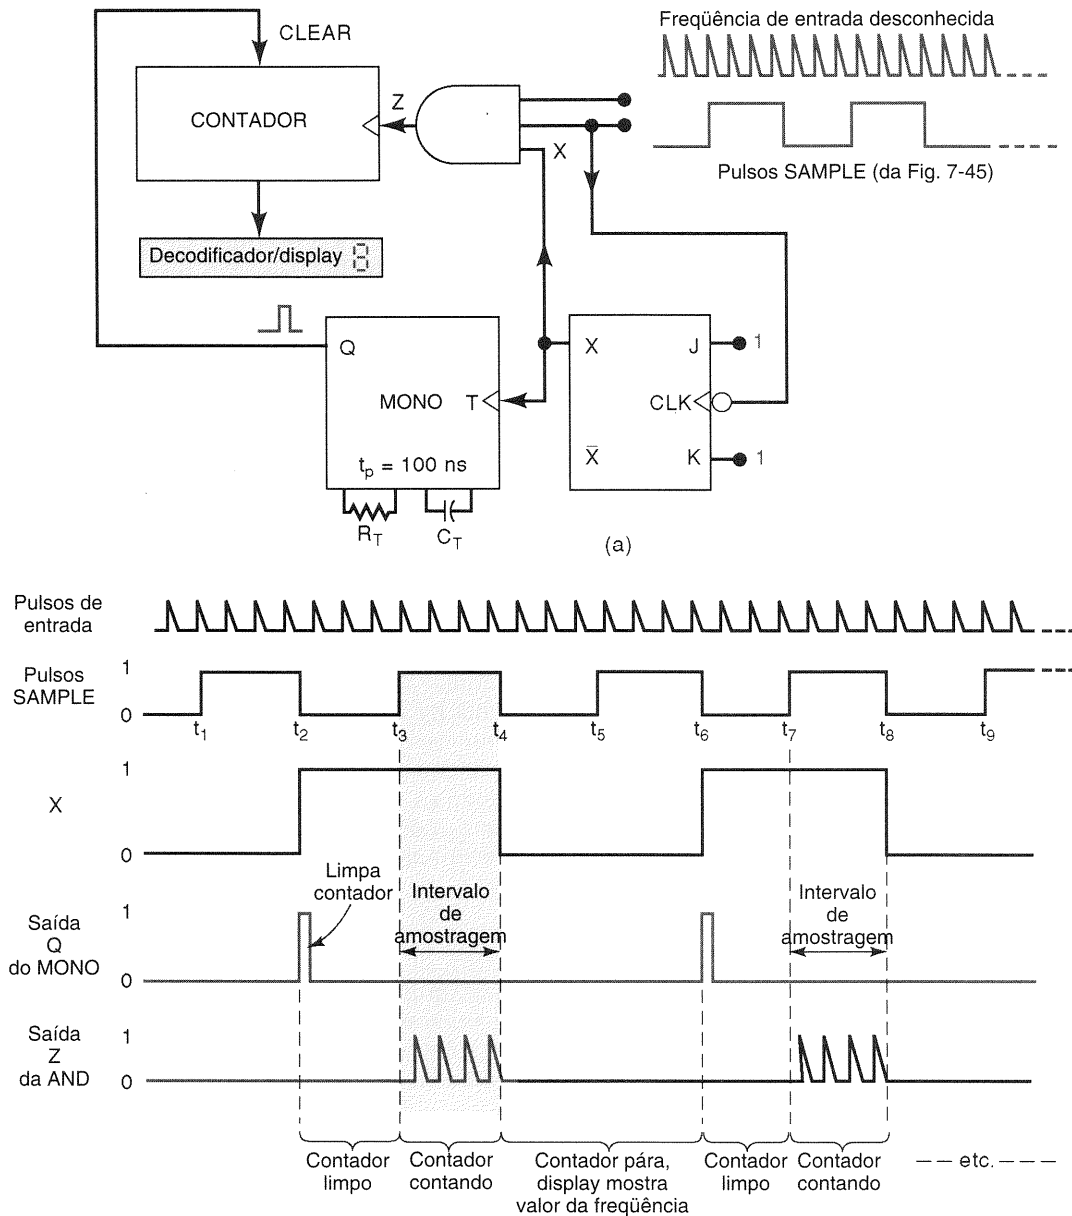 CLEAR
Freqüência de entrada desconhecida
CONTADOR
Z
X
Pulsos SAMPLE (da Fig. 7-45)
Decodificador/display 8
Q
MONO T
t_p = 100 ns
R_T
C_T
X J 1
CLK
X̄ K 1
(a)
Pulsos de
entrada
Pulsos
SAMPLE
1
0
t₁ t₂ t₃ t₄ t₅ t₆ t₇ t₈ t₉
X
1
0
Limpa
contador
Intervalo
de
amostragem
Intervalo
de
amostragem
Saída
Q
do MONO
1
0
Saída
Z
da AND
1
0
Contador
limpo
Contador
contando
Contador pára,
display mostra
valor da freqüência
Contador
limpo
Contador
contando
— — etc. — — — —